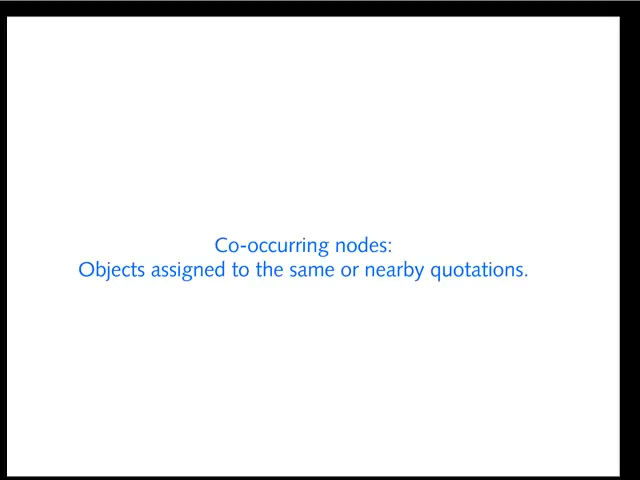 Co-occurring nodes:
Objects assigned to the same or nearby quotations.